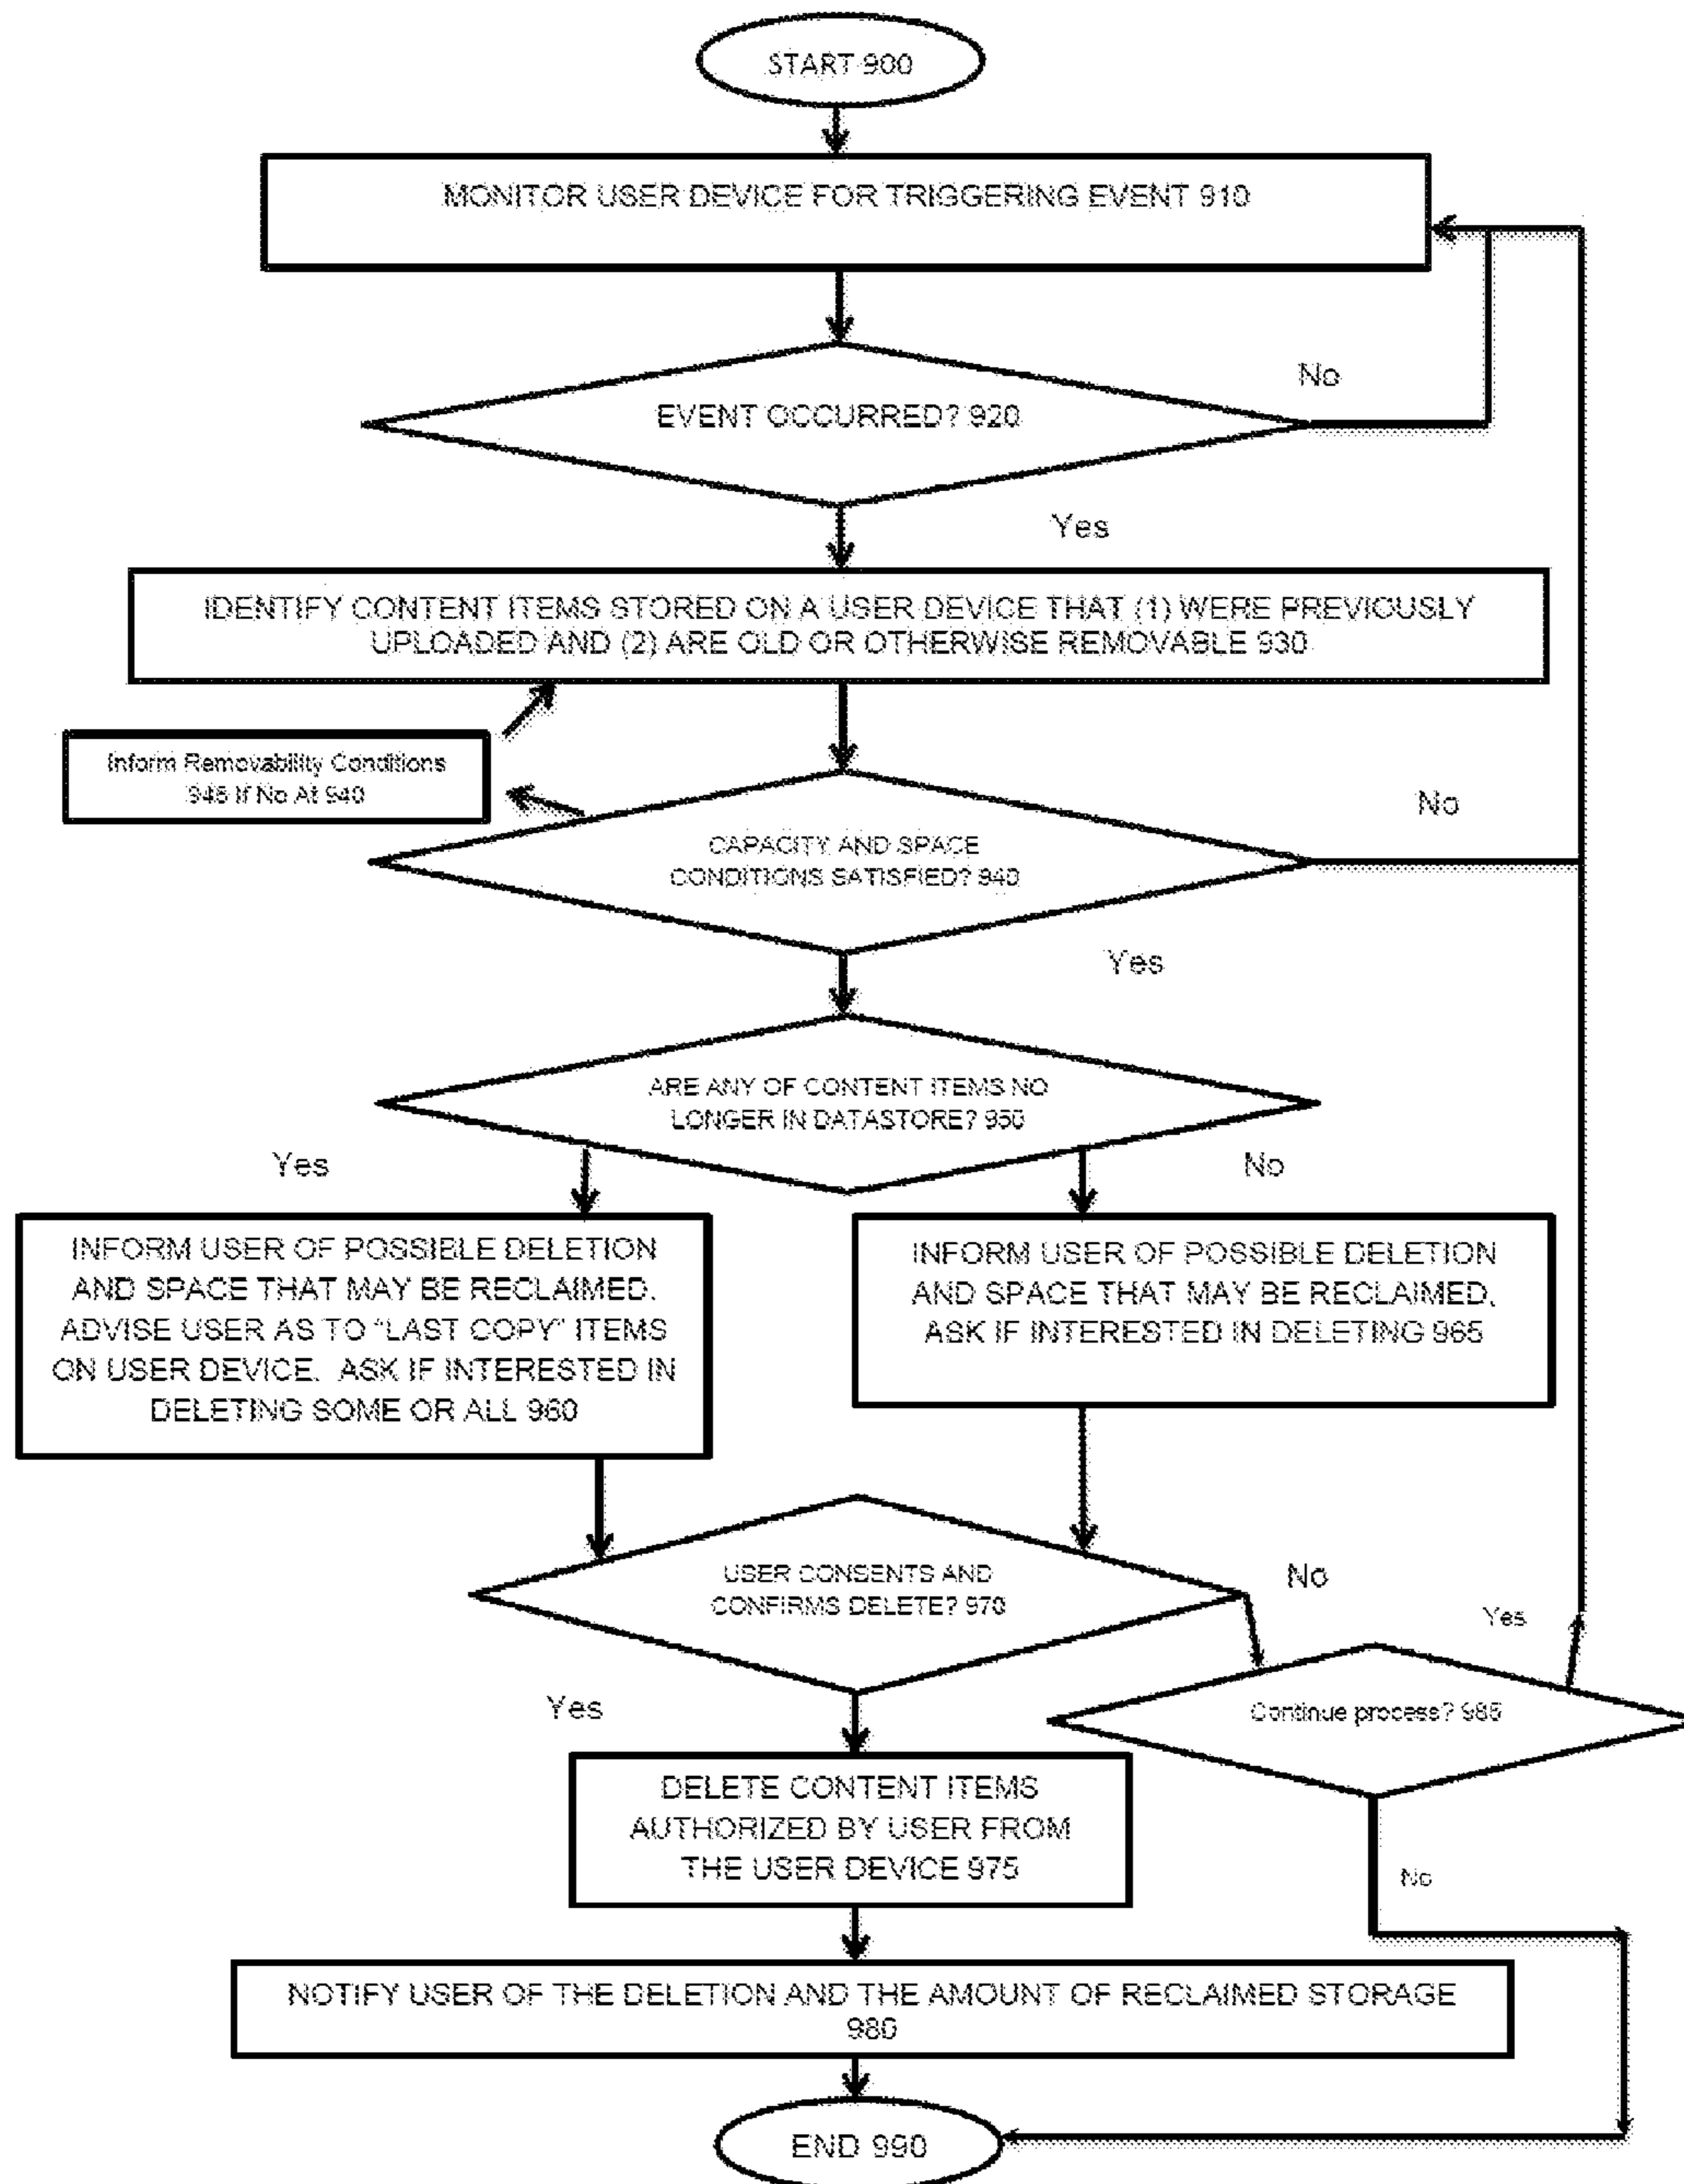 START 900
MONITOR USER DEVICE FOR TRIGGERING EVENT 910
No
EVENT OCCURRED? 920
Yes
IDENTIFY CONTENT ITEMS STORED ON A USER DEVICE THAT (1) WERE PREVIOUSLY
UPLOADED AND (2) ARE OLD OR OTHERWISE REMOVABLE 930
Inform Removability Conditions
945 If No At 940
No
CAPACITY AND SPACE
CONDITIONS SATISFIED? 940
Yes
ARE ANY OF CONTENT ITEMS NO
LONGER IN DATASTORE? 950
Yes
No
INFORM USER OF POSSIBLE DELETION
AND SPACE THAT MAY BE RECLAIMED.
ADVISE USER AS TO "LAST COPY" ITEMS
ON USER DEVICE. ASK IF INTERESTED IN
DELETING SOME OR ALL 960
INFORM USER OF POSSIBLE DELETION
AND SPACE THAT MAY BE RECLAIMED.
ASK IF INTERESTED IN DELETING 965
USER CONSENTS AND
CONFIRMS DELETE? 970
No
Yes
Yes
Continue process? 985
DELETE CONTENT ITEMS
AUTHORIZED BY USER FROM
THE USER DEVICE 975
No
NOTIFY USER OF THE DELETION AND THE AMOUNT OF RECLAIMED STORAGE
980
END 990